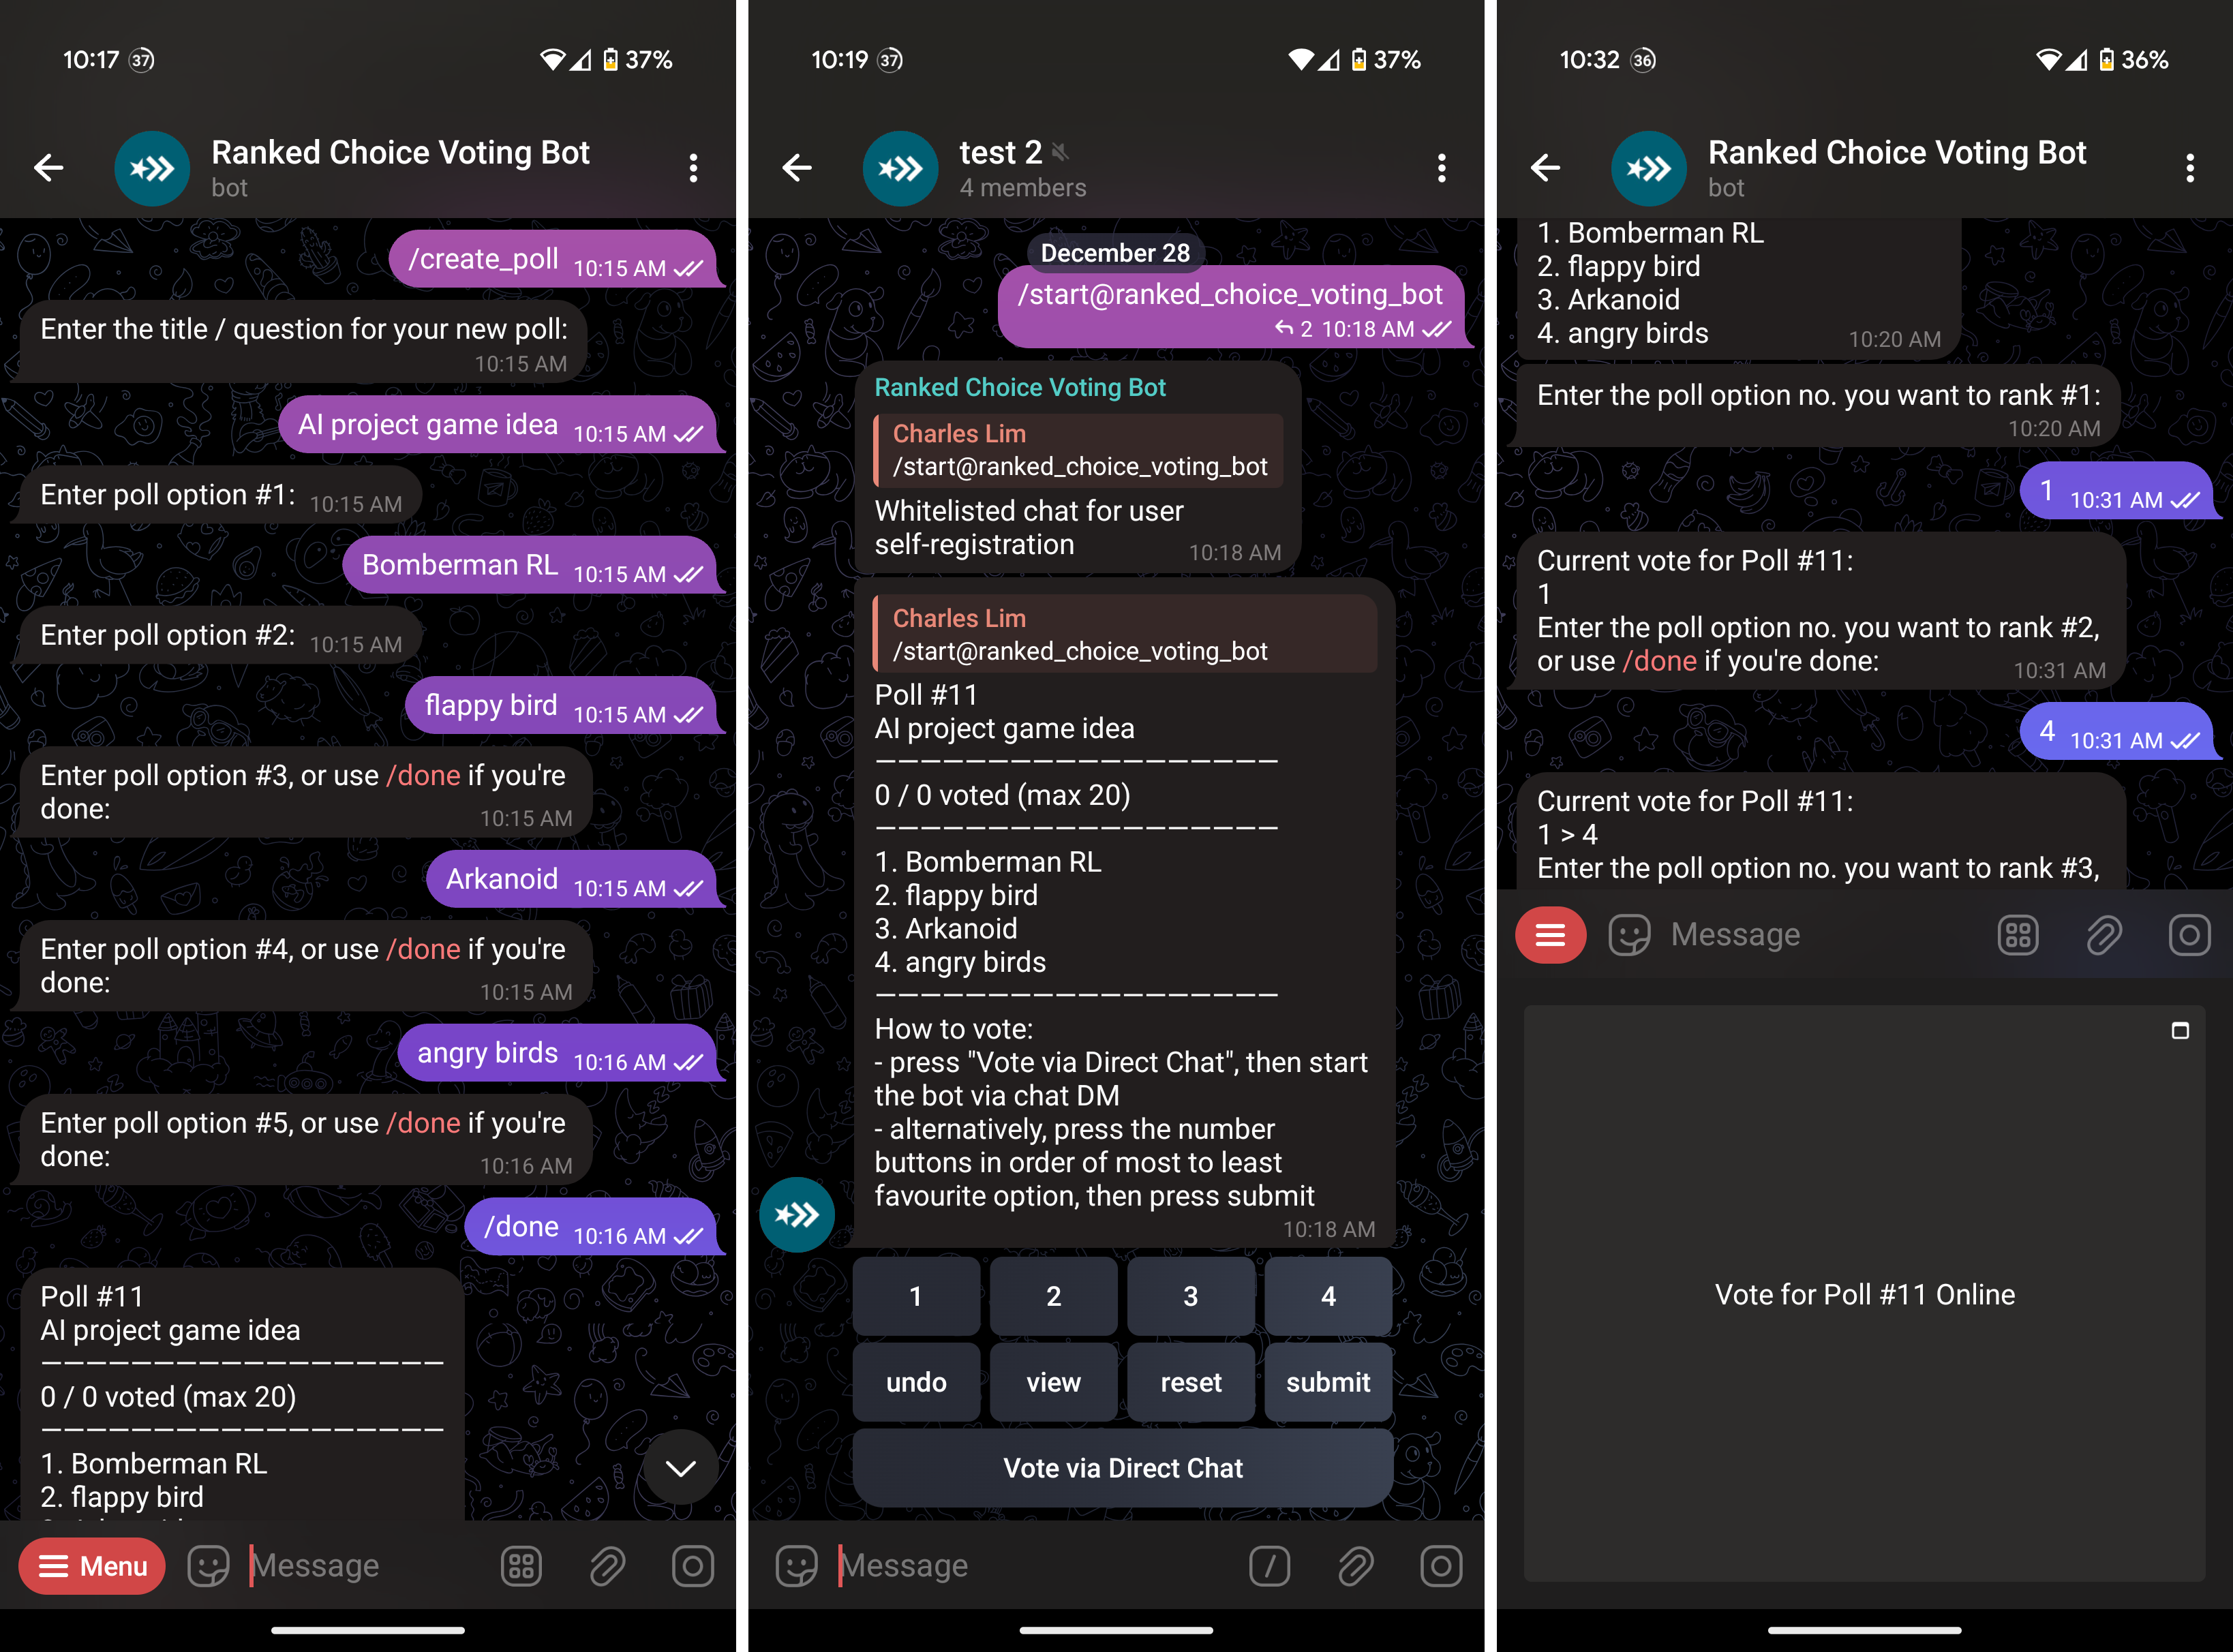 10:17 37 37%
Ranked Choice Voting Bot
bot
/create_poll 10:15 AM
Enter the title / question for your new poll:
10:15 AM
AI project game idea 10:15 AM
Enter poll option #1: 10:15 AM
Bomberman RL 10:15 AM
Enter poll option #2: 10:15 AM
flappy bird 10:15 AM
Enter poll option #3, or use /done if you're
done: 10:15 AM
Arkanoid 10:15 AM
Enter poll option #4, or use /done if you're
done: 10:15 AM
angry birds 10:16 AM
Enter poll option #5, or use /done if you're
done: 10:16 AM
/done 10:16 AM
Poll #11
AI project game idea
——————————————————
0 / 0 voted (max 20)
——————————————————
1. Bomberman RL
2. flappy bird
Menu Message
10:19 37 37%
test 2
4 members
December 28
/start@ranked_choice_voting_bot
2 10:18 AM
Ranked Choice Voting Bot
Charles Lim
/start@ranked_choice_voting_bot
Whitelisted chat for user
self-registration 10:18 AM
Charles Lim
/start@ranked_choice_voting_bot
Poll #11
AI project game idea
——————————————————
0 / 0 voted (max 20)
——————————————————
1. Bomberman RL
2. flappy bird
3. Arkanoid
4. angry birds
——————————————————
How to vote:
- press "Vote via Direct Chat", then start
the bot via chat DM
- alternatively, press the number
buttons in order of most to least
favourite option, then press submit
10:18 AM
1 2 3 4
undo view reset submit
Vote via Direct Chat
Message /
10:32 36 36%
Ranked Choice Voting Bot
bot
1. Bomberman RL
2. flappy bird
3. Arkanoid
4. angry birds 10:20 AM
Enter the poll option no. you want to rank #1:
10:20 AM
1 10:31 AM
Current vote for Poll #11:
1
Enter the poll option no. you want to rank #2,
or use /done if you're done: 10:31 AM
4 10:31 AM
Current vote for Poll #11:
1 > 4
Enter the poll option no. you want to rank #3,
Message
Vote for Poll #11 Online